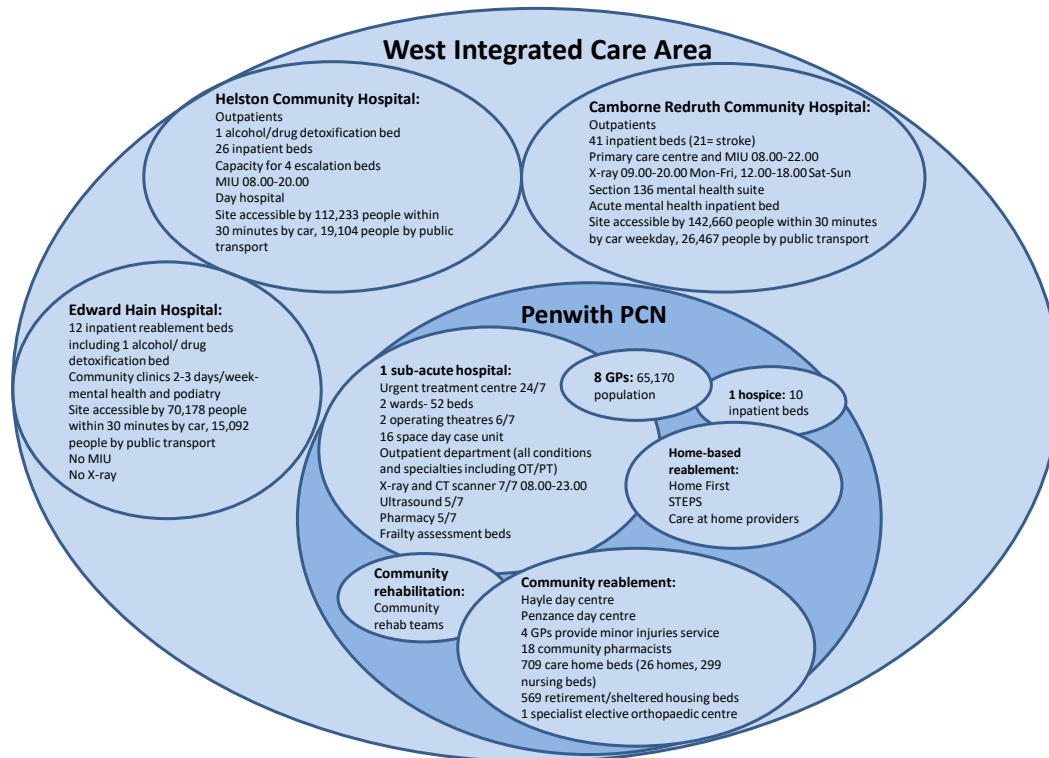 West Integrated Care Area
Helston Community Hospital:
Outpatients
1 alcohol/drug detoxification bed
26 inpatient beds
Capacity for 4 escalation beds
MIU 08.00-20.00
Day hospital
Site accessible by 112,233 people within
30 minutes by car, 19,104 people by public
transport
Camborne Redruth Community Hospital:
Outpatients
41 inpatient beds (21= stroke)
Primary care centre and MIU 08.00-22.00
X-ray 09.00-20.00 Mon-Fri, 12.00-18.00 Sat-Sun
Section 136 mental health suite
Acute mental health inpatient bed
Site accessible by 142,660 people within 30 minutes
by car weekday, 26,467 people by public transport
Edward Hain Hospital:
12 inpatient reablement beds
including 1 alcohol/ drug
detoxification bed
Community clinics 2-3 days/week-
mental health and podiatry
Site accessible by 70,178 people
within 30 minutes by car, 15,092
people by public transport
No MIU
No X-ray
Penwith PCN
1 sub-acute hospital:
Urgent treatment centre 24/7
2 wards- 52 beds
2 operating theatres 6/7
16 space day case unit
Outpatient department (all conditions
and specialties including OT/PT)
X-ray and CT scanner 7/7 08.00-23.00
Ultrasound 5/7
Pharmacy 5/7
Frailty assessment beds
8 GPs: 65,170
population
1 hospice: 10
inpatient beds
Home-based
reablement:
Home First
STEPS
Care at home providers
Community
rehabilitation:
Community
rehab teams
Community reablement:
Hayle day centre
Penzance day centre
4 GPs provide minor injuries service
18 community pharmacists
709 care home beds (26 homes, 299
nursing beds)
569 retirement/sheltered housing beds
1 specialist elective orthopaedic centre